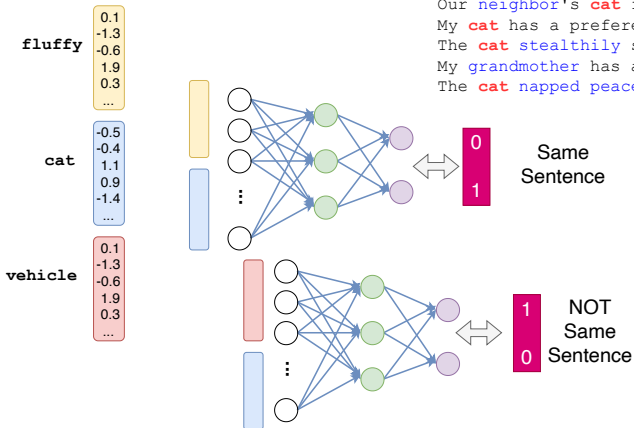 Our neighbor's cat
My cat has a
The cat stealthily
My grandmother has
The cat napped
fluffy
0.1
-1.3
-0.6
1.9
0.3
...
cat
-0.5
-0.4
1.1
0.9
-1.4
...
vehicle
0.1
-1.3
-0.6
1.9
0.3
...
...
0
1
Same
Sentence
...
1
0
NOT
Same
Sentence